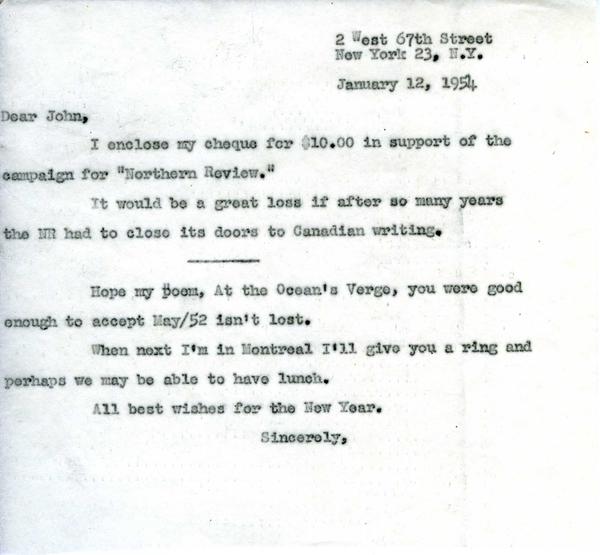 2 West 67th Street
New York 23, N.Y.
January 12, 1954
Dear John,
I enclose my cheque for $10.00 in support of the
campaign for "Northern Review."
It would be a great loss if after so many years
the NR had to close its doors to Canadian writing.
Hope my poem, At the Ocean's Verge, you were good
enough to accept May/52 isn't lost.
When next I'm in Montreal I'll give you a ring and
perhaps we may be able to have lunch.
All best wishes for the New Year.
Sincerely,